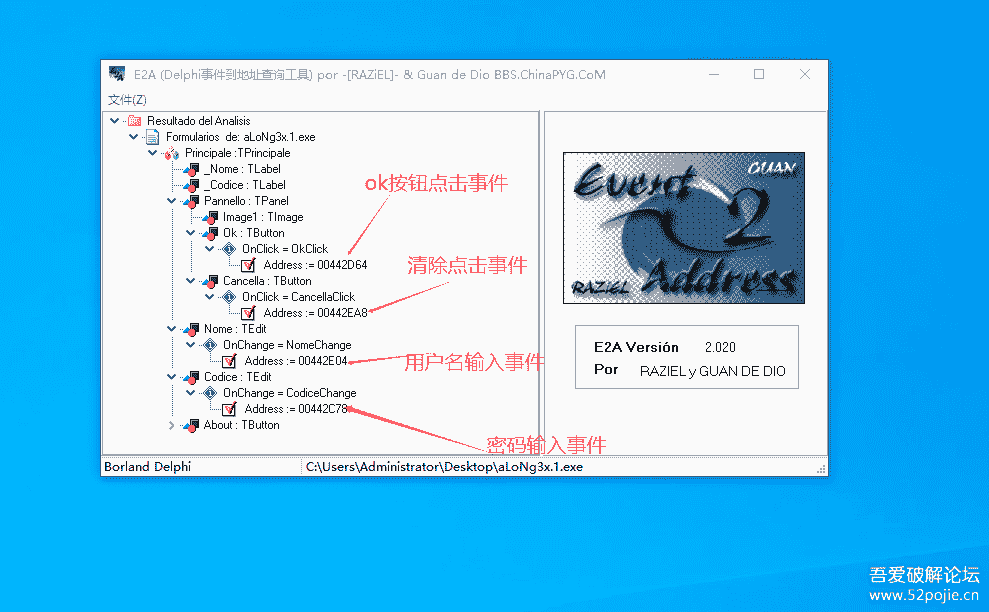 E2A (Delphi事件到地址查询工具) por -[RAZiEL]- & Guan de Dio BBS.ChinaPYG.CoM
文件(Z)
Resultado del Analisis
Formularios de: aLoNg3x.1.exe
Principale :TPrincipale
_Nome : TLabel
_Codice : TLabel
Pannello : TPanel
Image1 : TImage
Ok : TButton
OnClick = OkClick
Address := 00442D64
Cancella : TButton
OnClick = CancellaClick
Address := 00442EA8
Nome : TEdit
OnChange = NomeChange
Address := 00442E04
Codice : TEdit
OnChange = CodiceChange
Address := 00442C78
About : TButton
ok按钮点击事件
清除点击事件
用户名输入事件
密码输入事件
Event 2 Address
GUAN
RAZIEL
E2A Versión 2.020
Por RAZIEL y GUAN DE DIO
Borland Delphi
C:\Users\Administrator\Desktop\aLoNg3x.1.exe
吾爱破解论坛
www.52pojie.cn